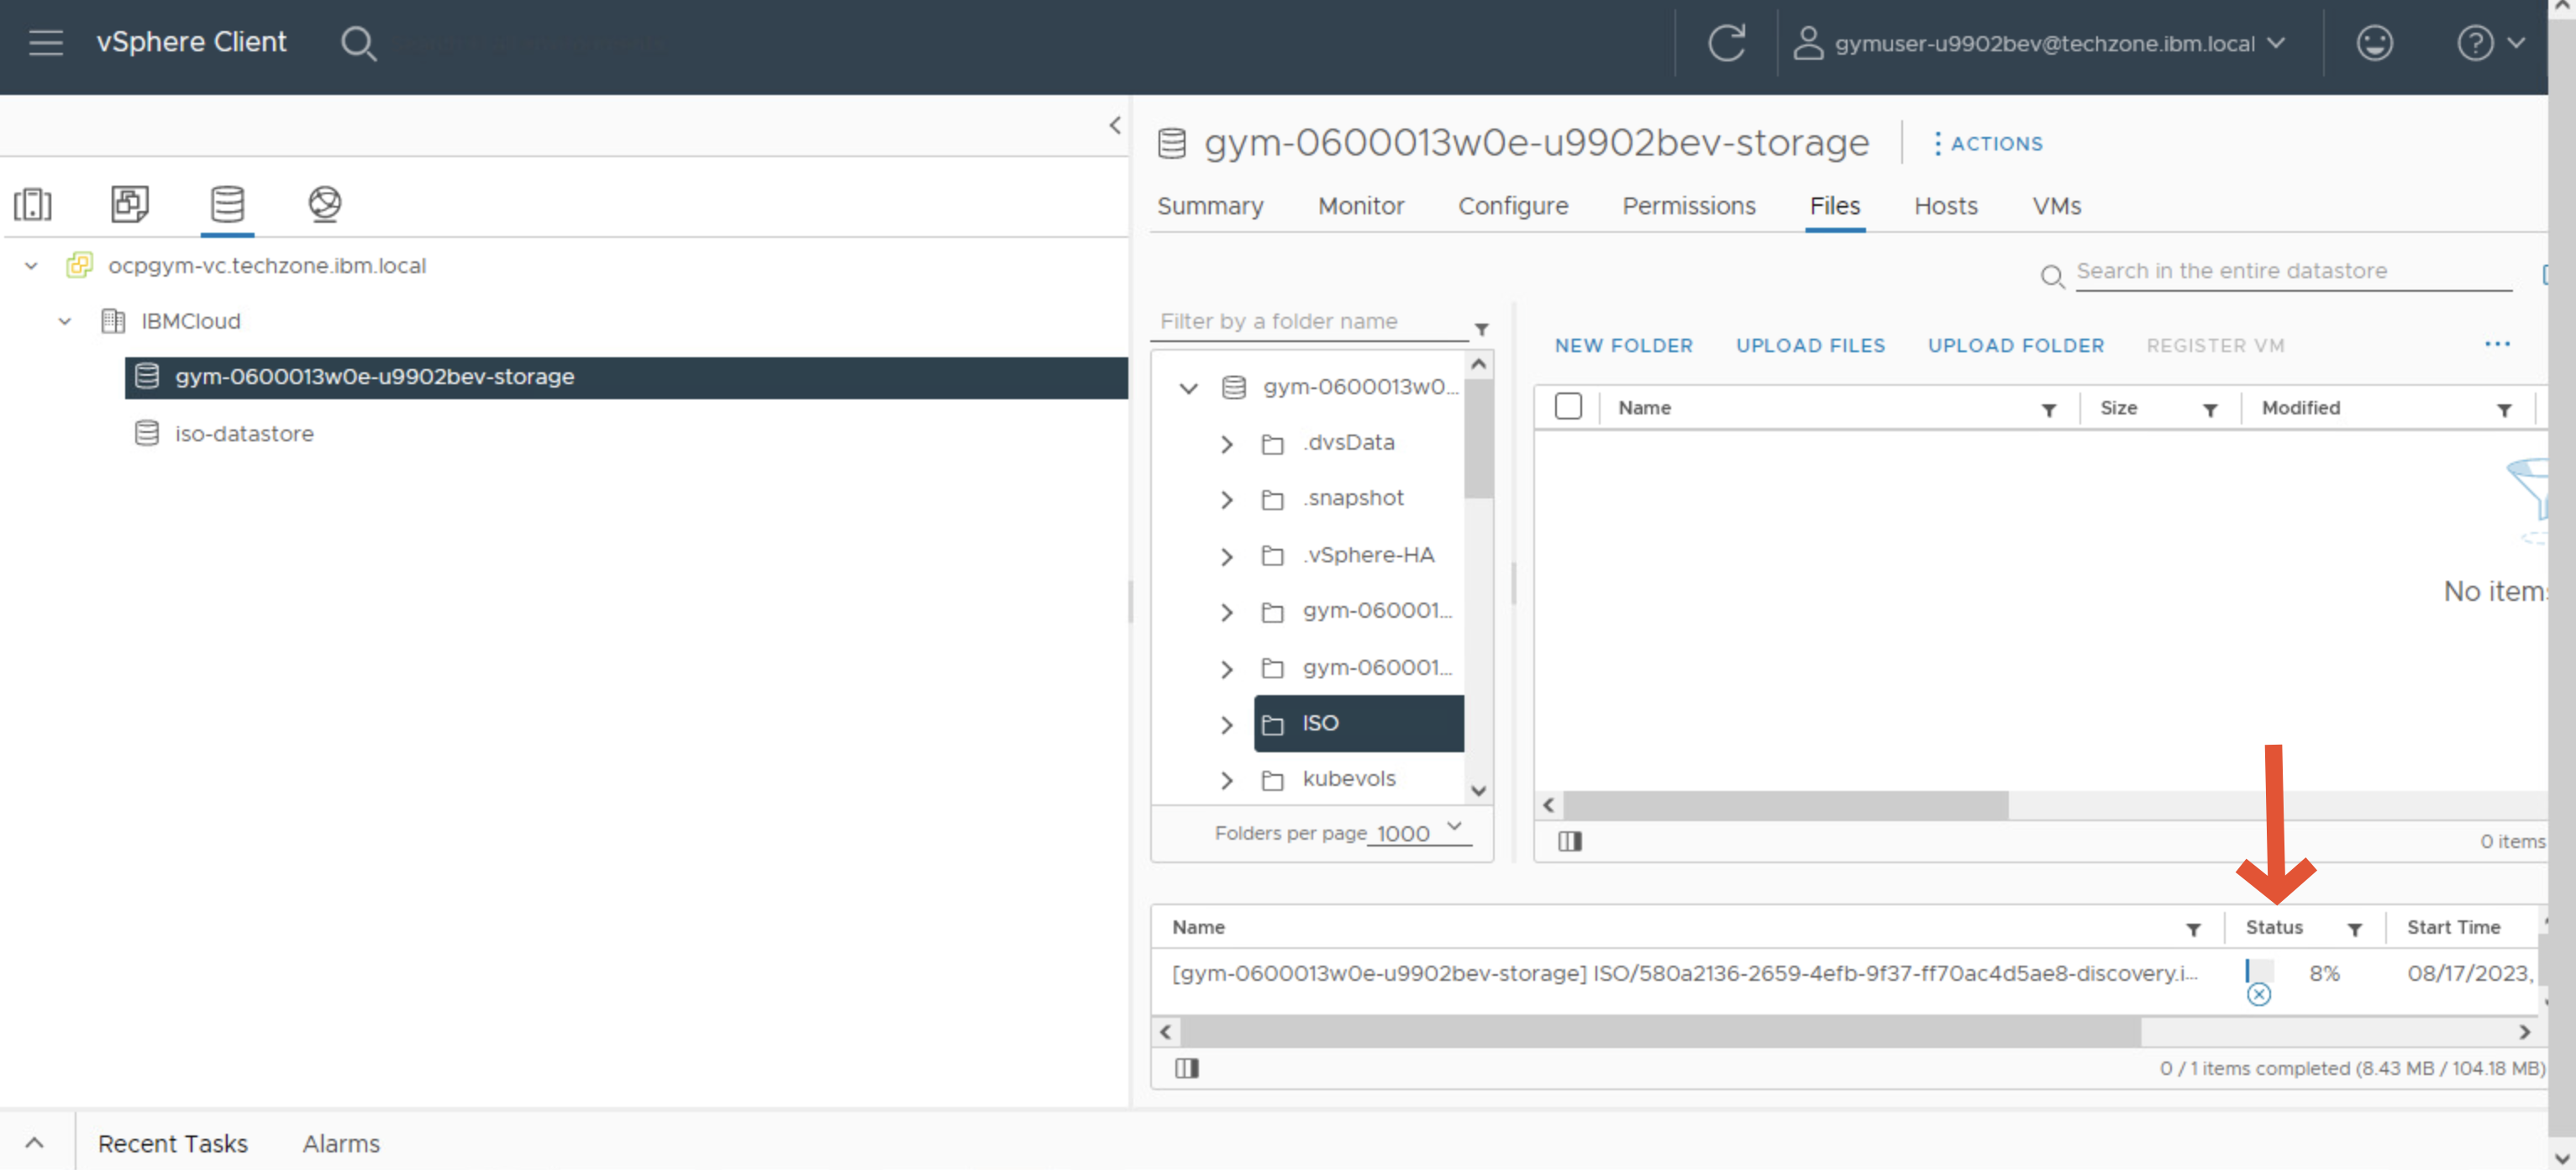 vSphere Client
gymuser-u9902bev@techzone.ibm.local
gym-0600013w0e-u9902bev-storage
ACTIONS
Summary Monitor Configure Permissions Files Hosts VMs
ocpgym-vc.techzone.ibm.local
IBMCloud
gym-0600013w0e-u9902bev-storage
iso-datastore
Search in the entire datastore
Filter by a folder name
NEW FOLDER UPLOAD FILES UPLOAD FOLDER REGISTER VM ...
gym-0600013w0...
.dvsData
.snapshot
.vSphere-HA
gym-060001...
gym-060001...
ISO
kubevols
Folders per page 1000
Name Size Modified
No items
0 items
Name Status Start Time
[gym-0600013w0e-u9902bev-storage] ISO/580a2136-2659-4efb-9f37-ff70ac4d5ae8-discovery.i... 8% 08/17/2023,
0 / 1 items completed (8.43 MB / 104.18 MB)
Recent Tasks Alarms